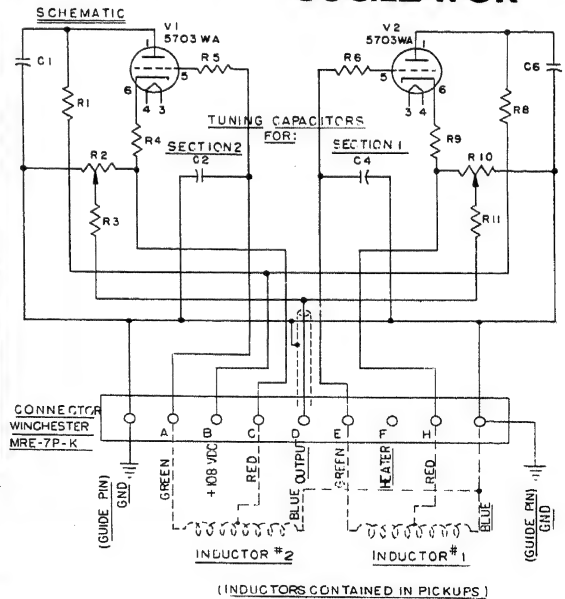 SCHEMATIC
V1
5703 WA
V2
5703WA
1
5
6
4 3
1
5
6
3 4
C1
R1
R5
R6
C6
R8
R4
TUNING CAPACITORS
FOR:
R9
R2
SECTION 2
C2
SECTION 1
C4
R10
R3
R11
CONNECTOR
WINCHESTER
MRE-7P-K
A
B
C
D
E
F
H
(GUIDE PIN)
GND
GREEN
+108 VDC
RED
BLUE
OUTPUT
GREEN
HEATER
RED
BLUE
(GUIDE PIN)
GND
INDUCTOR #2
INDUCTOR #1
(INDUCTORS CONTAINED IN PICKUPS)